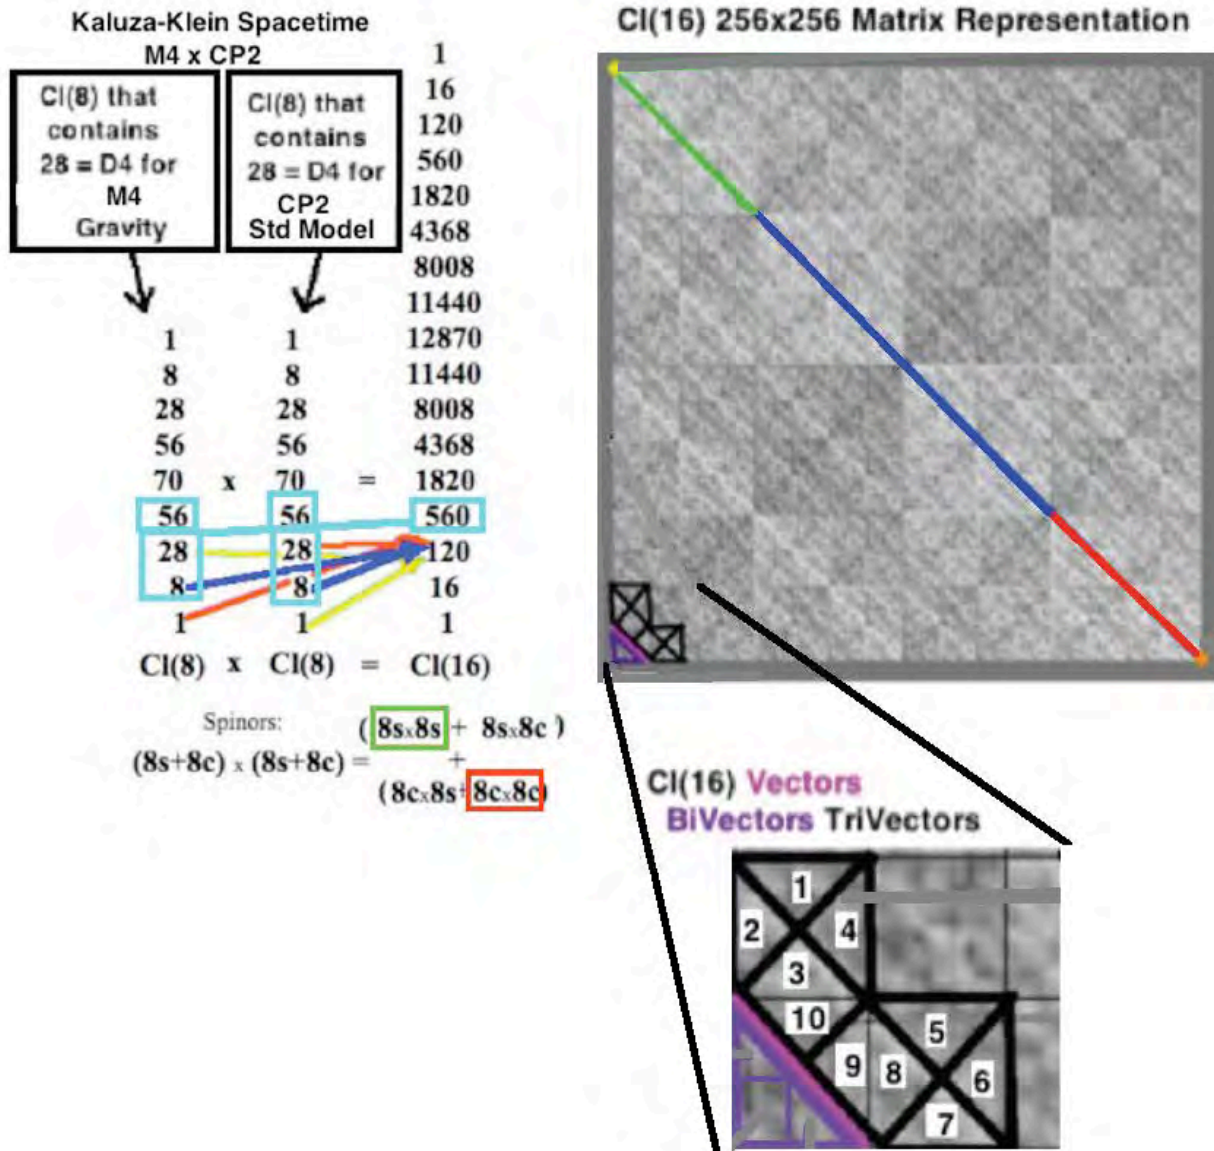 Kaluza-Klein Spacetime
M4 x CP2
Cl(8) that
contains
28 = D4 for
M4
Gravity
Cl(8) that
contains
28 = D4 for
CP2
Std Model
1
16
120
560
1820
4368
8008
11440
1 1 12870
8 8 11440
28 28 8008
56 56 4368
70 x 70 = 1820
56 56 560
28 28 120
8 8 16
1 1 1
Cl(8) x Cl(8) = Cl(16)
Spinors: (8sx8s + 8sx8c )
(8s+8c) x (8s+8c) = +
(8cx8s+8cx8c)
Cl(16) 256x256 Matrix Representation
Cl(16) Vectors
BiVectors TriVectors
1
2 4
3
10 5
9 8 6
7